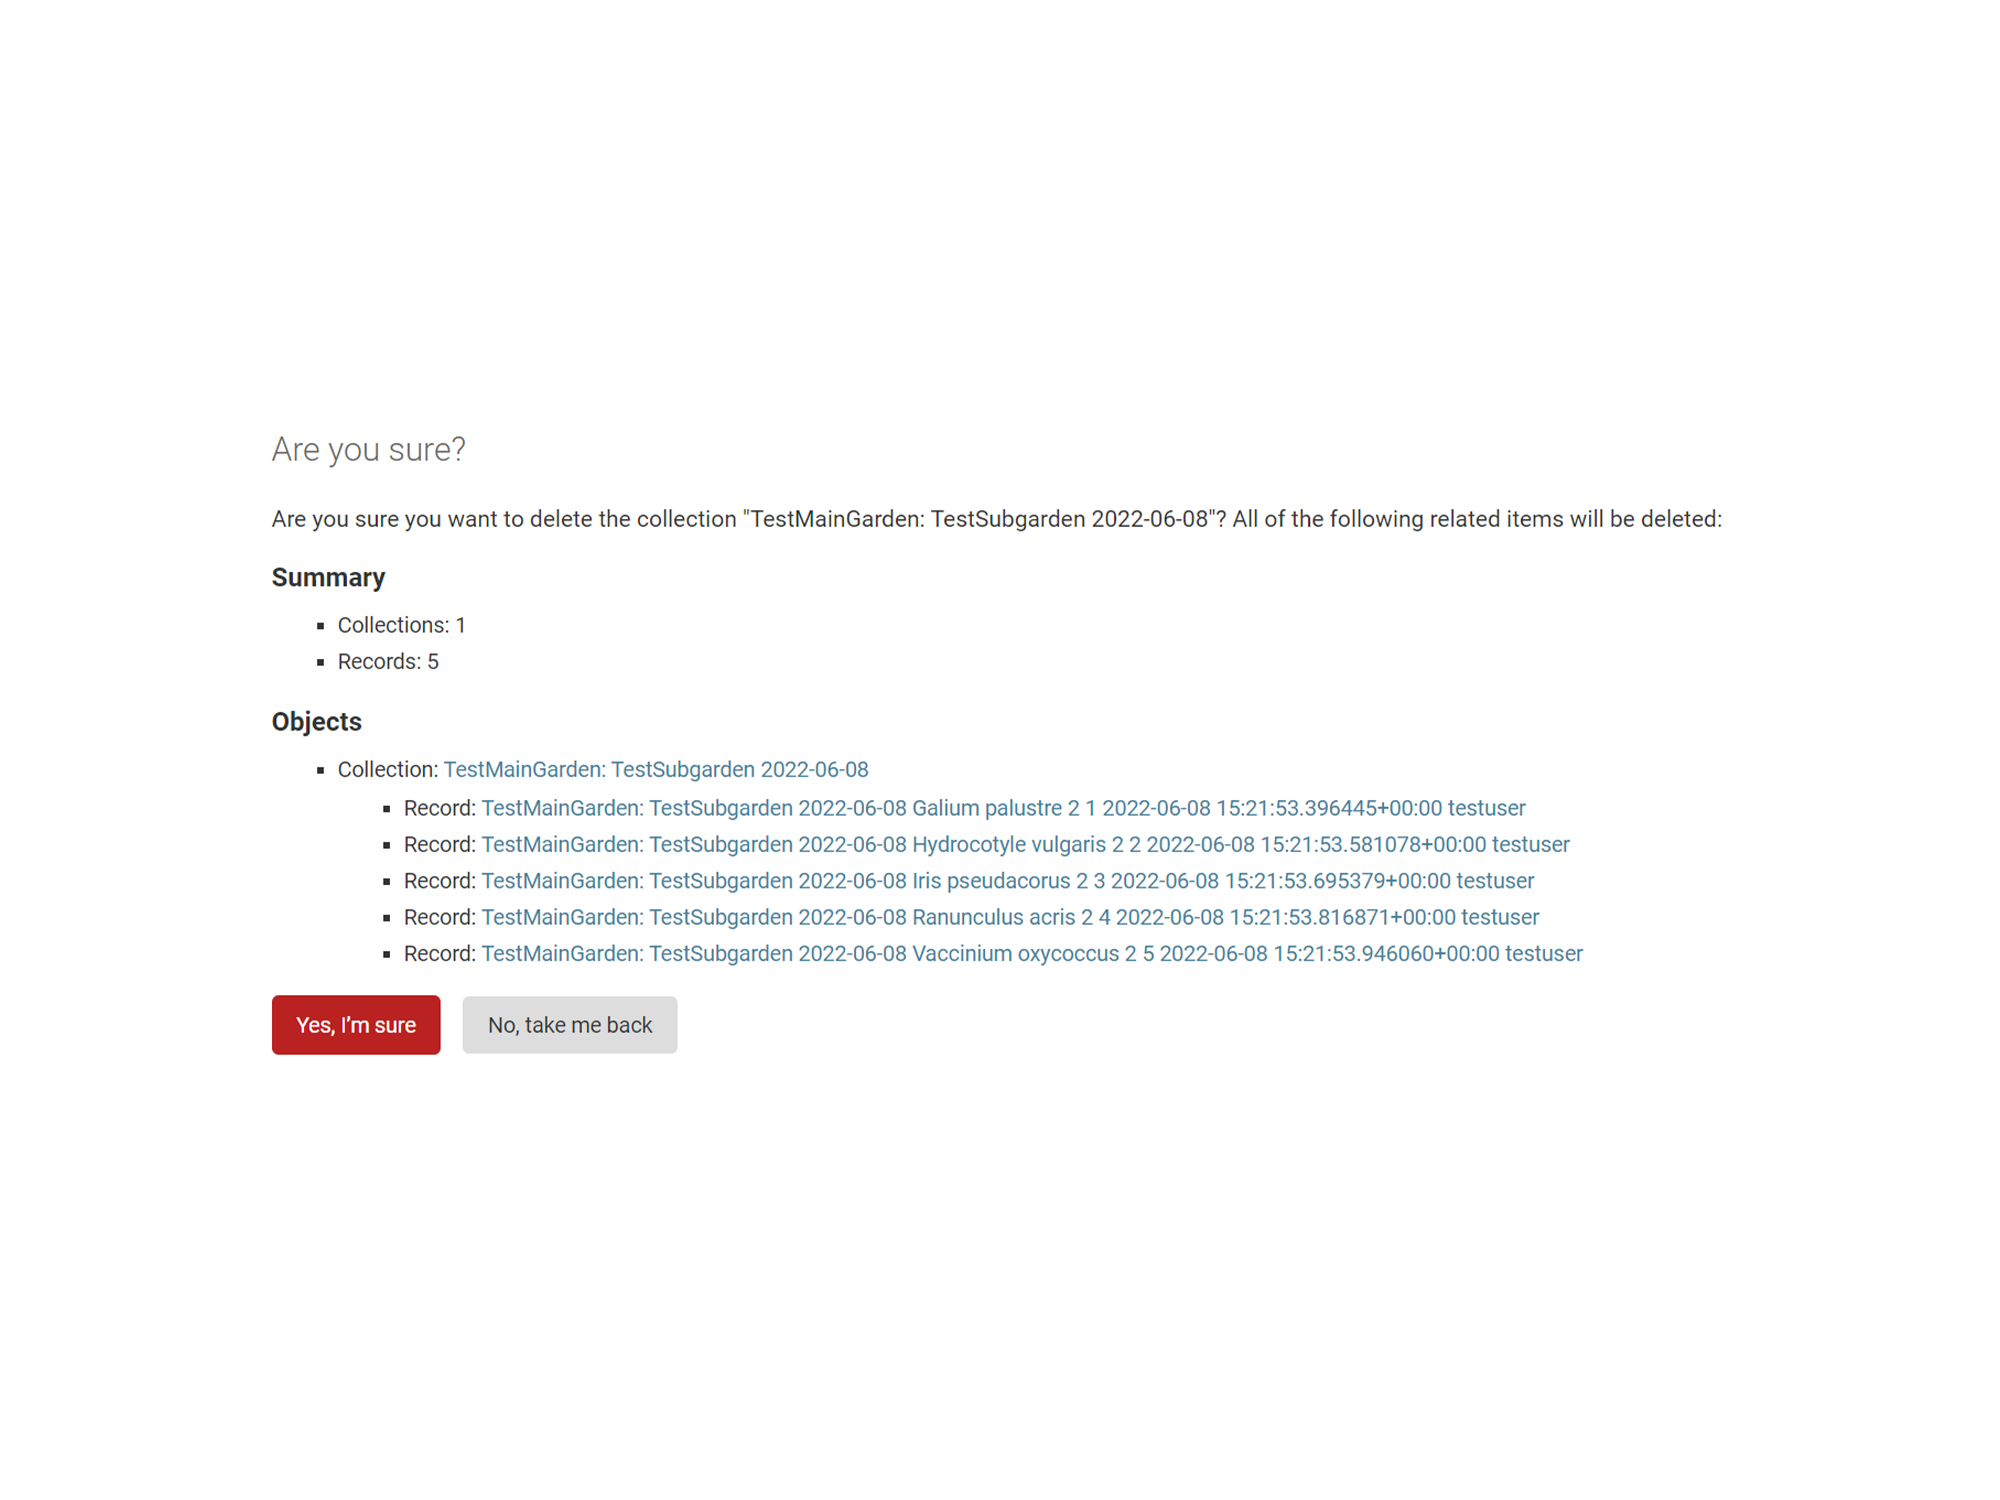 Are you sure?
Are you sure you want to delete the collection "TestMainGarden: TestSubgarden 2022-06-08"? All of the following related items will be deleted:
Summary
Collections: 1
Records: 5
Objects
Collection: TestMainGarden: TestSubgarden 2022-06-08
Record: TestMainGarden: TestSubgarden 2022-06-08 Galium palustre 2 1 2022-06-08 15:21:53.396445+00:00 testuser
Record: TestMainGarden: TestSubgarden 2022-06-08 Hydrocotyle vulgaris 2 2 2022-06-08 15:21:53.581078+00:00 testuser
Record: TestMainGarden: TestSubgarden 2022-06-08 Iris pseudacorus 2 3 2022-06-08 15:21:53.695379+00:00 testuser
Record: TestMainGarden: TestSubgarden 2022-06-08 Ranunculus acris 2 4 2022-06-08 15:21:53.816871+00:00 testuser
Record: TestMainGarden: TestSubgarden 2022-06-08 Vaccinium oxycoccus 2 5 2022-06-08 15:21:53.946060+00:00 testuser
Yes, I’m sure No, take me back